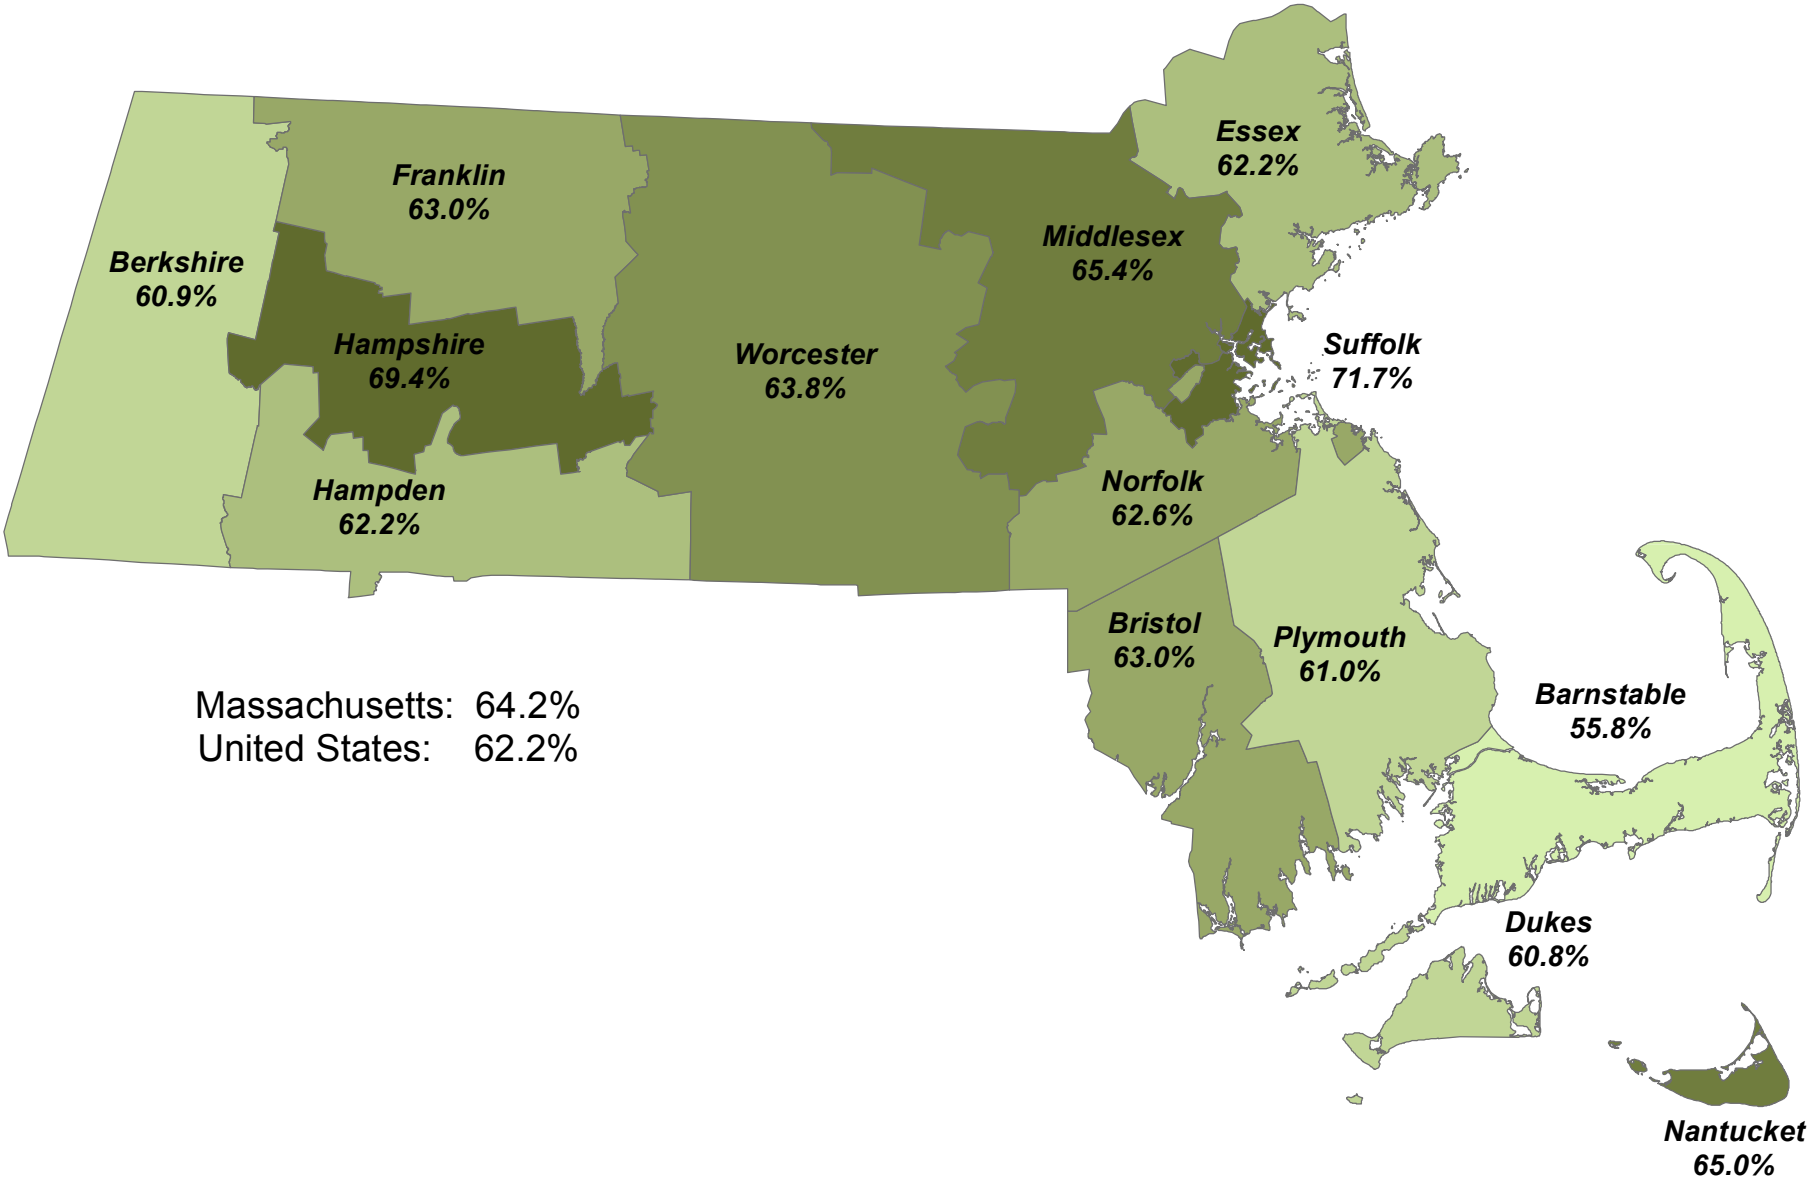 Essex
62.2%
Franklin
63.0%
Middlesex
65.4%
Berkshire
60.9%
Hampshire
69.4%
Worcester
63.8%
Suffolk
71.7%
Hampden
62.2%
Norfolk
62.6%
Bristol
63.0%
Plymouth
61.0%
Barnstable
55.8%
Massachusetts: 64.2%
United States: 62.2%
Dukes
60.8%
Nantucket
65.0%